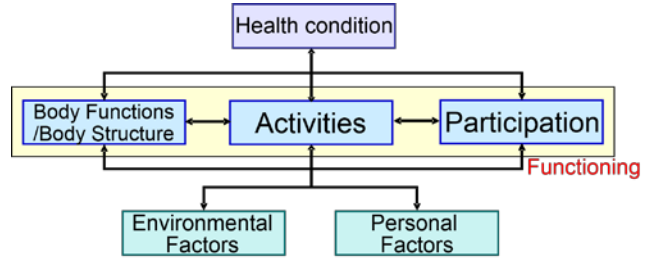 Health condition
Body Functions
/Body Structure
Activities
Participation
Functioning
Environmental
Factors
Personal
Factors